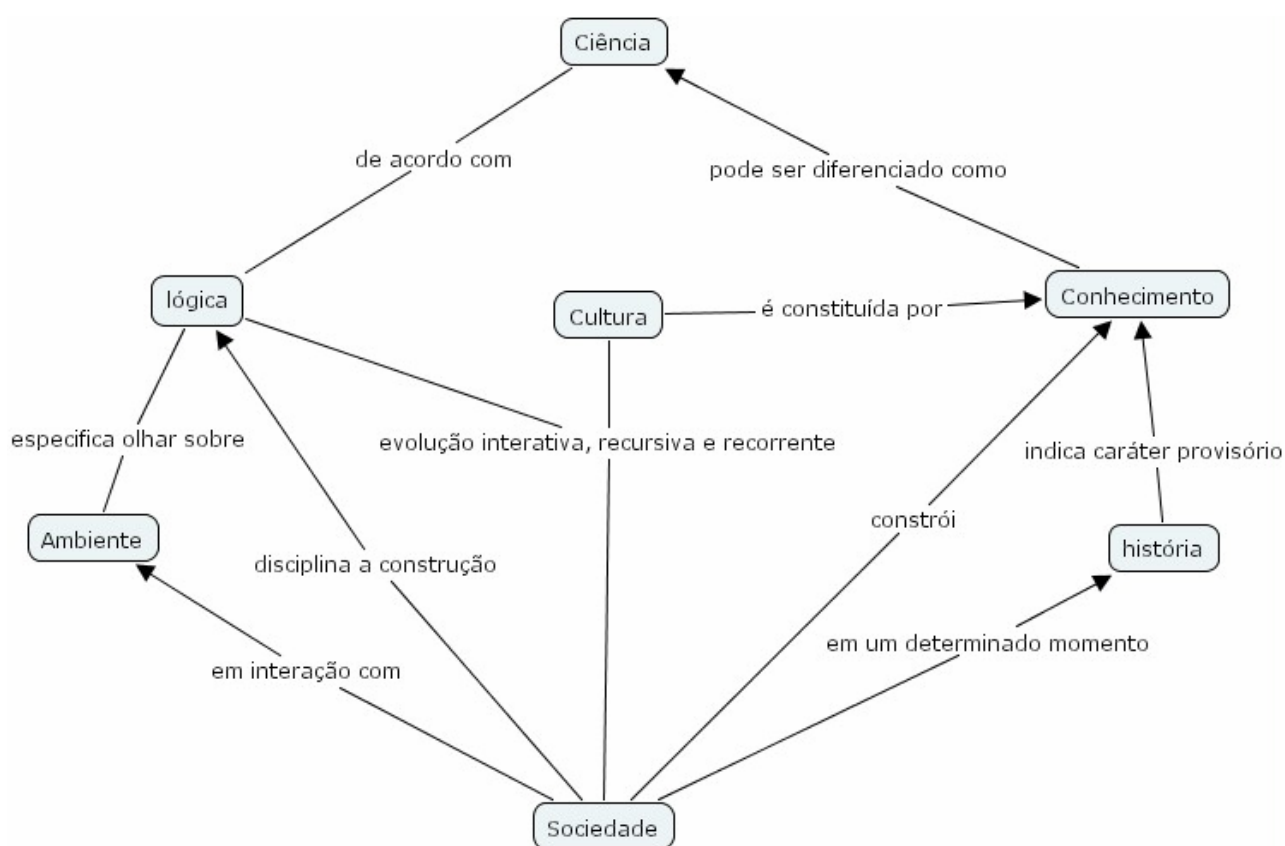 Ciência
de acordo com
pode ser diferenciado como
lógica
Cultura
é constituída por
Conhecimento
especifica olhar sobre
evolução interativa, recursiva e recorrente
indica caráter provisório
constrói
Ambiente
história
disciplina a construção
em interação com
em um determinado momento
Sociedade